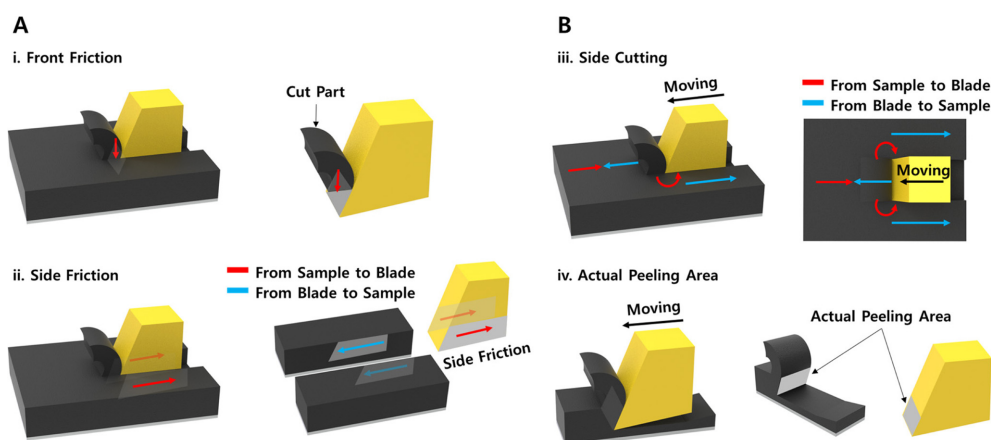 A
i. Front Friction
Cut Part
ii. Side Friction
From Sample to Blade
From Blade to Sample
Side Friction
B
iii. Side Cutting
Moving
From Sample to Blade
From Blade to Sample
Moving
iv. Actual Peeling Area
Moving
Actual Peeling Area